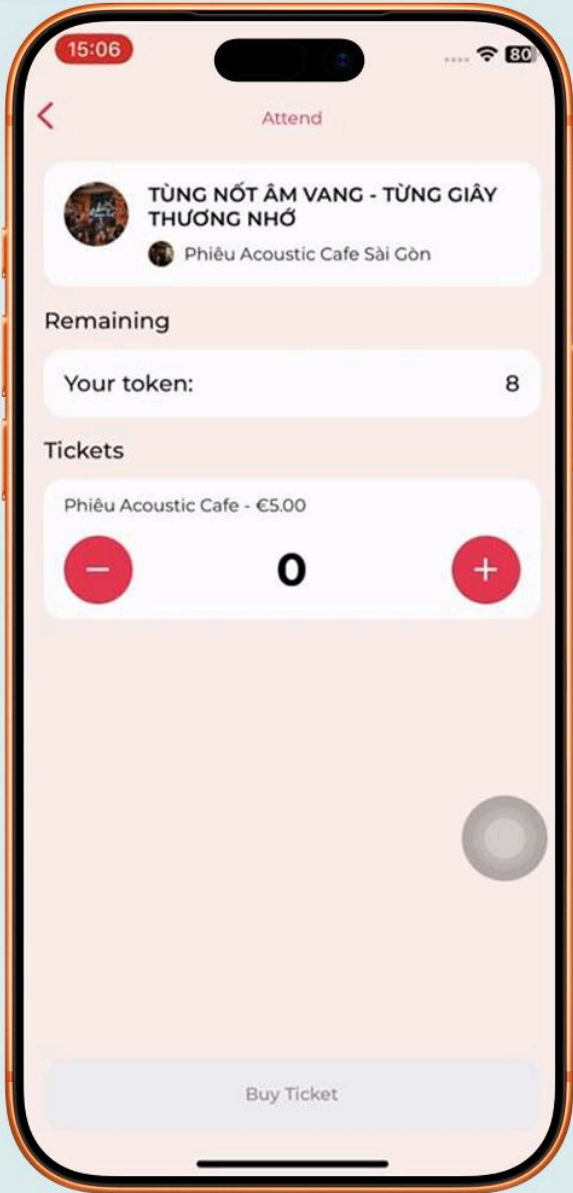 15:06
80
Attend
TÙNG NỐT ÂM VANG - TỪNG GIÂY
THƯƠNG NHỚ
Phiêu Acoustic Cafe Sài Gòn
Remaining
Your token: 8
Tickets
Phiêu Acoustic Cafe - €5.00
0
Buy Ticket